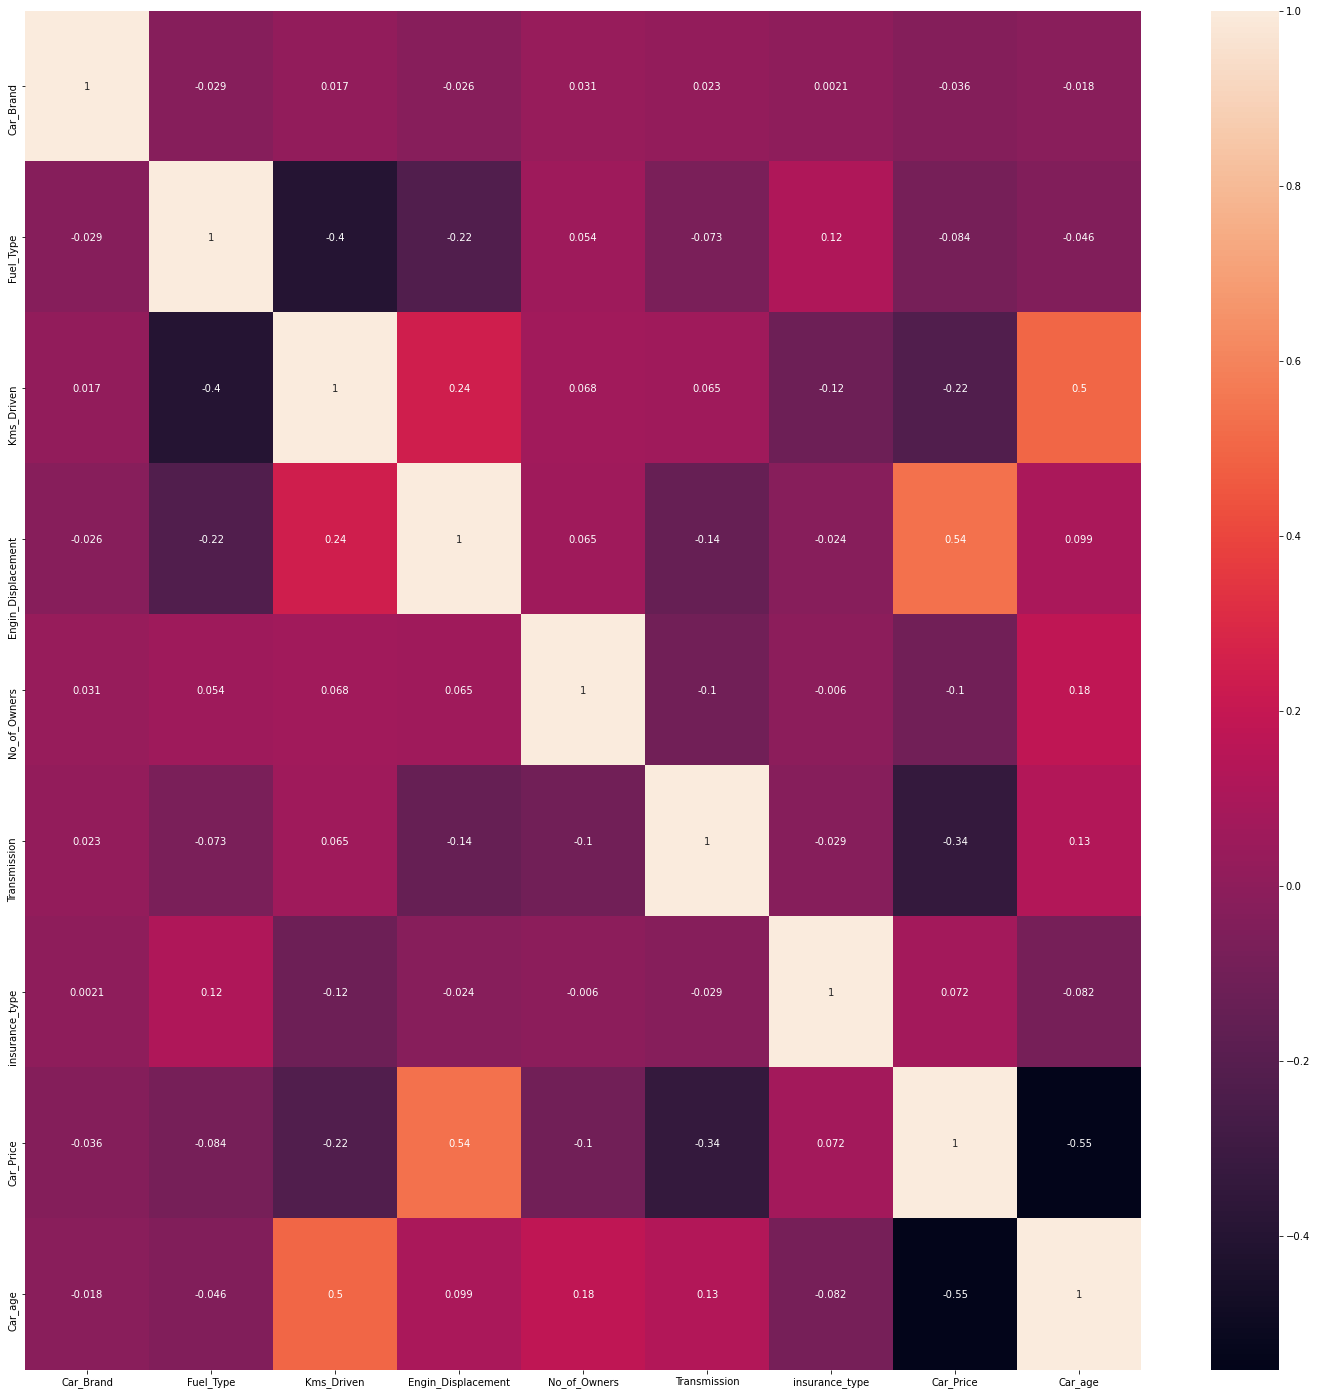 Car_Brand 1 -0.029 0.017 -0.026 0.031 0.023 0.0021 -0.036 -0.018
Fuel_Type -0.029 1 -0.4 -0.22 0.054 -0.073 0.12 -0.084 -0.046
Kms_Driven 0.017 -0.4 1 0.24 0.068 0.065 -0.12 -0.22 0.5
Engin_Displacement -0.026 -0.22 0.24 1 0.065 -0.14 -0.024 0.54 0.099
No_of_Owners 0.031 0.054 0.068 0.065 1 -0.1 -0.006 -0.1 0.18
Transmission 0.023 -0.073 0.065 -0.14 -0.1 1 -0.029 -0.34 0.13
insurance_type 0.0021 0.12 -0.12 -0.024 -0.006 -0.029 1 0.072 -0.082
Car_Price -0.036 -0.084 -0.22 0.54 -0.1 -0.34 0.072 1 -0.55
Car_age -0.018 -0.046 0.5 0.099 0.18 0.13 -0.082 -0.55 1
Car_Brand Fuel_Type Kms_Driven Engin_Displacement No_of_Owners Transmission insurance_type Car_Price Car_age
1.0
0.8
0.6
0.4
0.2
0.0
−0.2
−0.4